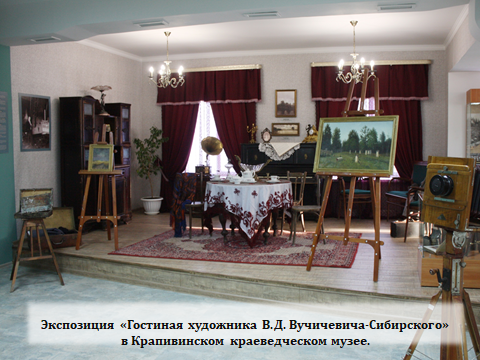 Экспозиция «Гостиная художника В.Д. Вучичевича-Сибирского»
в Крапивинском краеведческом музее.